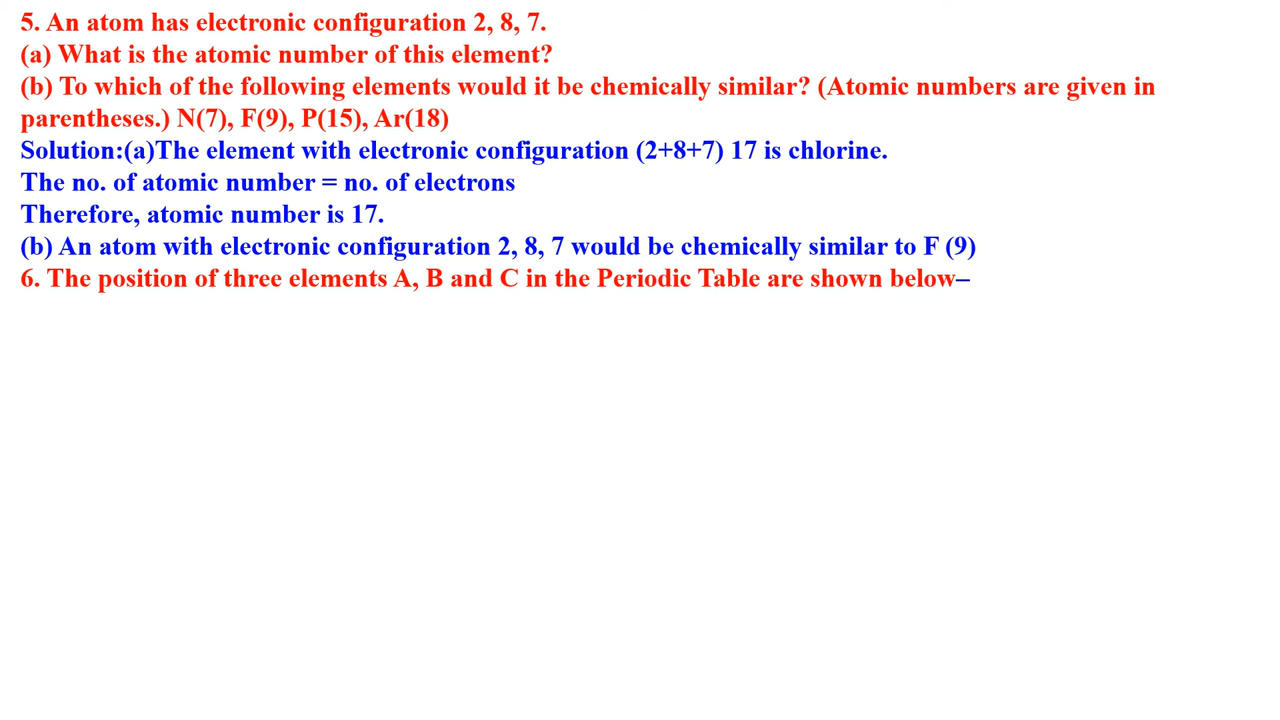 5. An atom has electronic configuration 2, 8, 7.
(a) What is the atomic number of this element?
(b) To which of the following elements would it be chemically similar? (Atomic numbers are given in
parentheses.) N(7), F(9), P(15), Ar(18)
Solution:(a)The element with electronic configuration (2+8+7) 17 is chlorine.
The no. of atomic number = no. of electrons
Therefore, atomic number is 17.
(b) An atom with electronic configuration 2, 8, 7 would be chemically similar to F (9)
6. The position of three elements A, B and C in the Periodic Table are shown below–